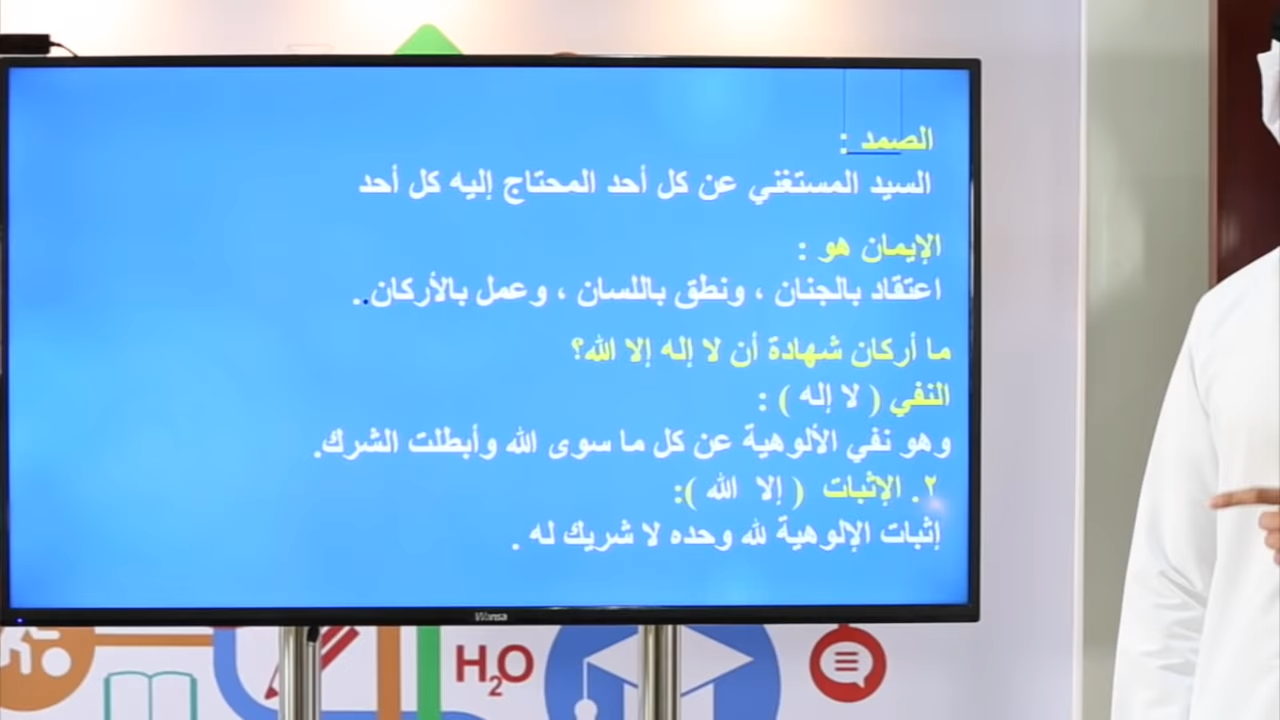 الصمد :
السيد المستغني عن كل أحد المحتاج إليه كل أحد
الإيمان هو :
اعتقاد بالجنان ، ونطق باللسان ، وعمل بالأركان..
ما أركان شهادة أن لا إله إلا الله؟
النفي ( لا إله ) :
وهو نفي الألوهية عن كل ما سوى الله وأبطلت الشرك.
٢. الإثبات ( إلا الله ):
إثبات الإلوهية لله وحده لا شريك له .
Wansa
H2O